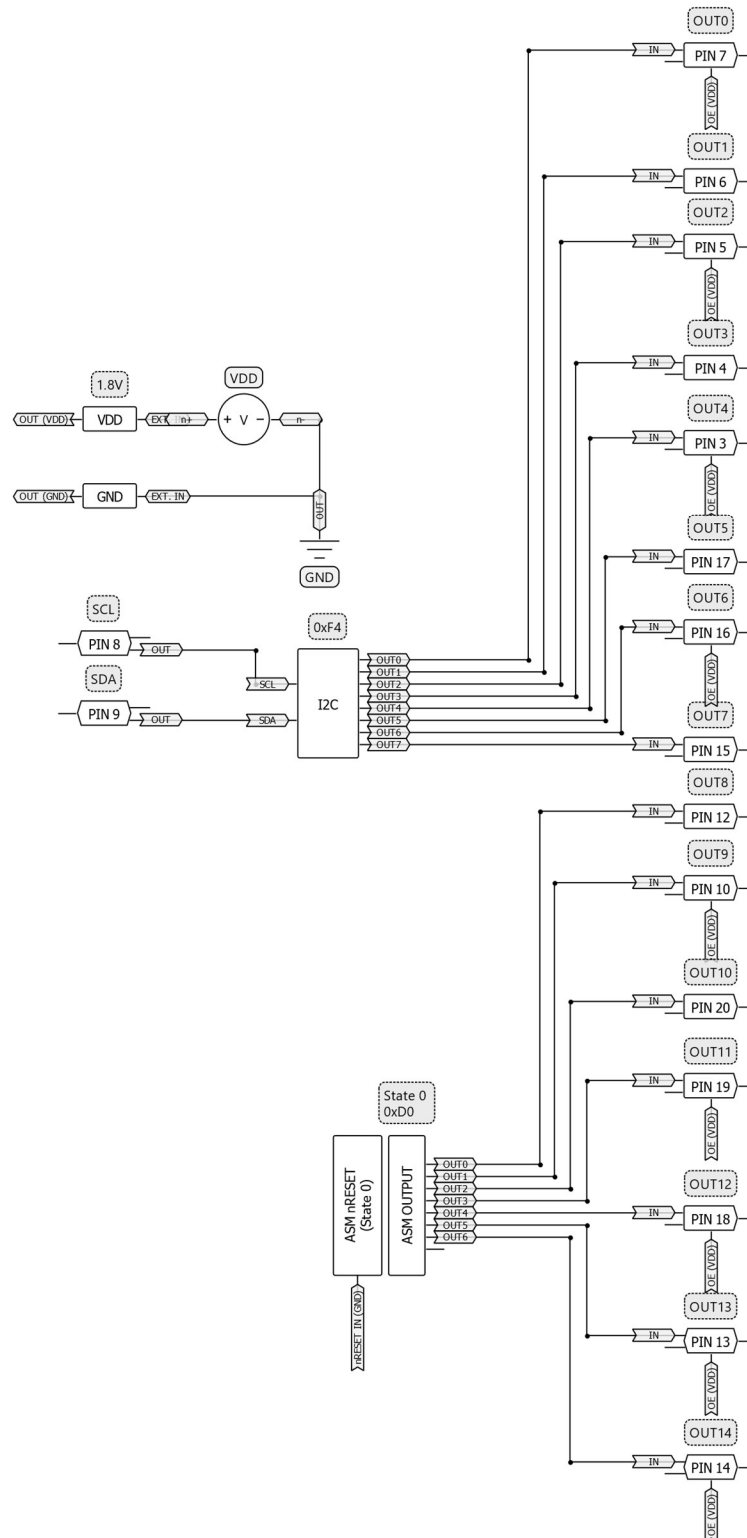 OUT0
IN
PIN 7
OE (VDD)
OUT1
IN
PIN 6
OUT2
IN
PIN 5
OE (VDD)
OUT3
IN
PIN 4
OUT4
IN
PIN 3
OE (VDD)
OUT5
IN
PIN 17
OUT6
IN
PIN 16
OE (VDD)
OUT7
IN
PIN 15
1.8V
VDD
OUT (VDD)
VDD
n+
+ V −
n-
OUT (GND)
GND
EXT. IN
OUT
GND
SCL
PIN 8
OUT
SCL
SDA
PIN 9
OUT
SDA
0xF4
I2C
OUT0
OUT1
OUT2
OUT3
OUT4
OUT5
OUT6
OUT7
OUT8
IN
PIN 12
OUT9
IN
PIN 10
OE (VDD)
OUT10
IN
PIN 20
OUT11
IN
PIN 19
OE (VDD)
OUT12
IN
PIN 18
OE (VDD)
OUT13
IN
PIN 13
OE (VDD)
OUT14
IN
PIN 14
OE (VDD)
State 0
0xD0
ASM nRESET
(State 0)
nRESET IN (GND)
ASM OUTPUT
OUT0
OUT1
OUT2
OUT3
OUT4
OUT5
OUT6